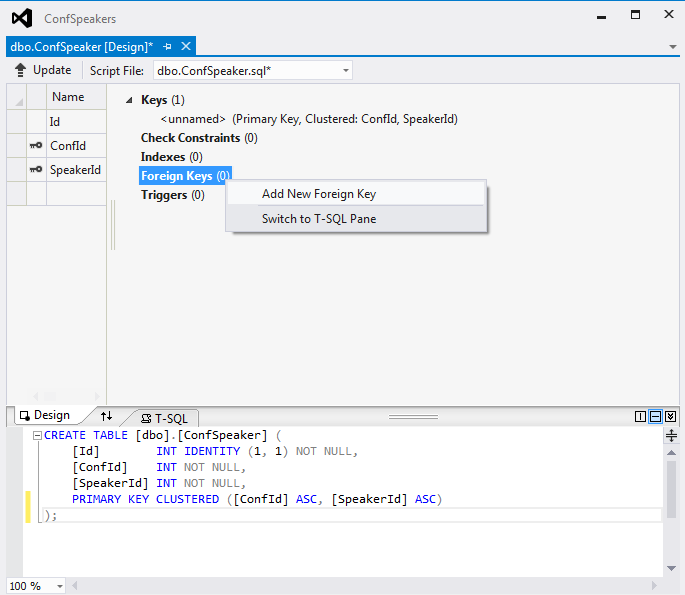 ConfSpeakers
dbo.ConfSpeaker [Design]*
Update Script File: dbo.ConfSpeaker.sql*
Name
Id
ConfId
SpeakerId
Keys (1)
<unnamed> (Primary Key, Clustered: ConfId, SpeakerId)
Check Constraints (0)
Indexes (0)
Foreign Keys (0)
Triggers (0)
Add New Foreign Key
Switch to T-SQL Pane
Design T-SQL
CREATE TABLE [dbo].[ConfSpeaker] (
[Id] INT IDENTITY (1, 1) NOT NULL,
[ConfId] INT NOT NULL,
[SpeakerId] INT NOT NULL,
PRIMARY KEY CLUSTERED ([ConfId] ASC, [SpeakerId] ASC)
);
100 %